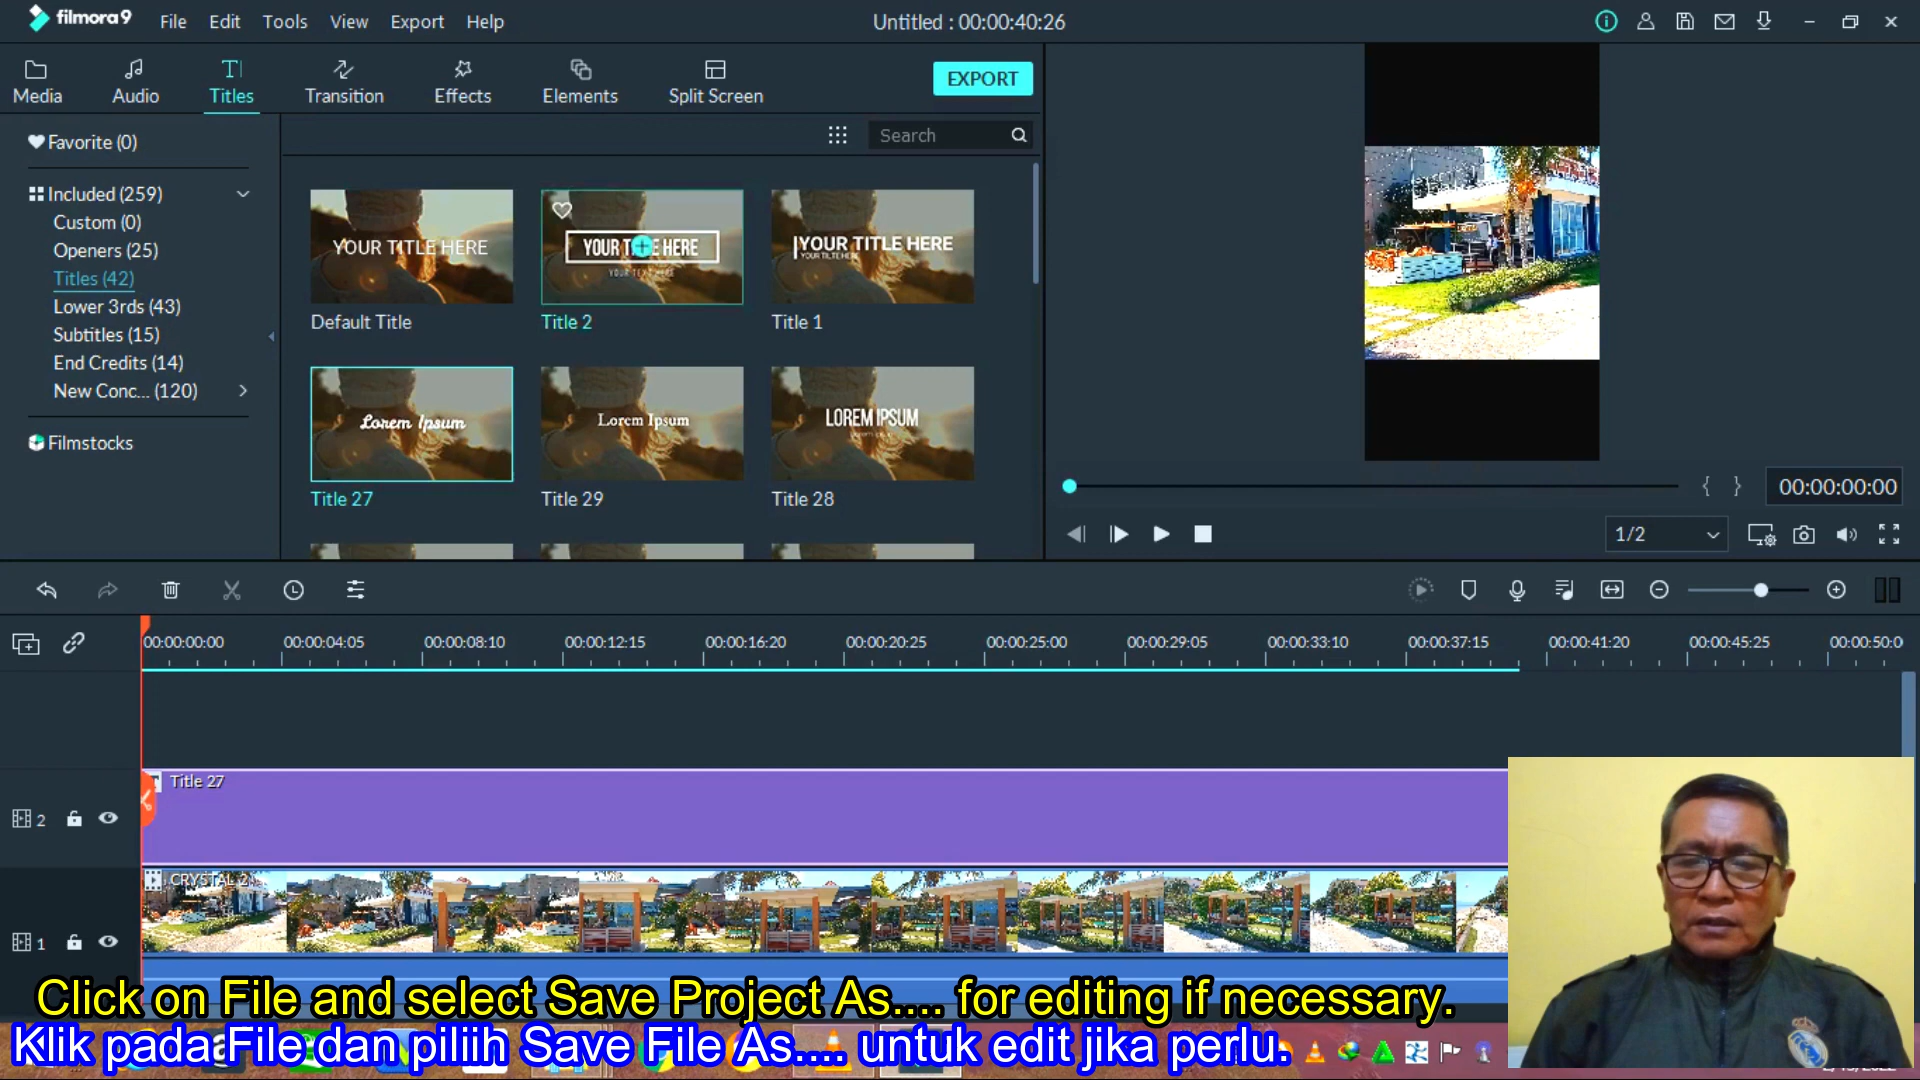 filmora9 File Edit Tools View Export Help Untitled : 00:00:40:26
Media Audio Titles Transition Effects Elements Split Screen EXPORT
Favorite (0)
Search
Included (259)
Custom (0)
Openers (25)
Titles (42)
Lower 3rds (43)
Subtitles (15)
End Credits (14)
New Conc... (120)
Filmstocks
YOUR TITLE HERE
Default Title
YOUR TITLE HERE
YOUR TEXT HERE
Title 2
YOUR TITLE HERE
YOUR TILTE HERE
Title 1
Lorem Ipsum
Title 27
Lorem Ipsum
Title 29
LOREM IPSUM
Title 28
{ } 00:00:00:00
1/2
00:00:00:00 00:00:04:05 00:00:08:10 00:00:12:15 00:00:16:20 00:00:20:25 00:00:25:00 00:00:29:05 00:00:33:10 00:00:37:15 00:00:41:20 00:00:45:25 00:00:50:0
Title 27
2
CRYSTAL 2
1
Click on File and select Save Project As.... for editing if necessary.
Klik pada File dan piliih Save File As.... untuk edit jika perlu.